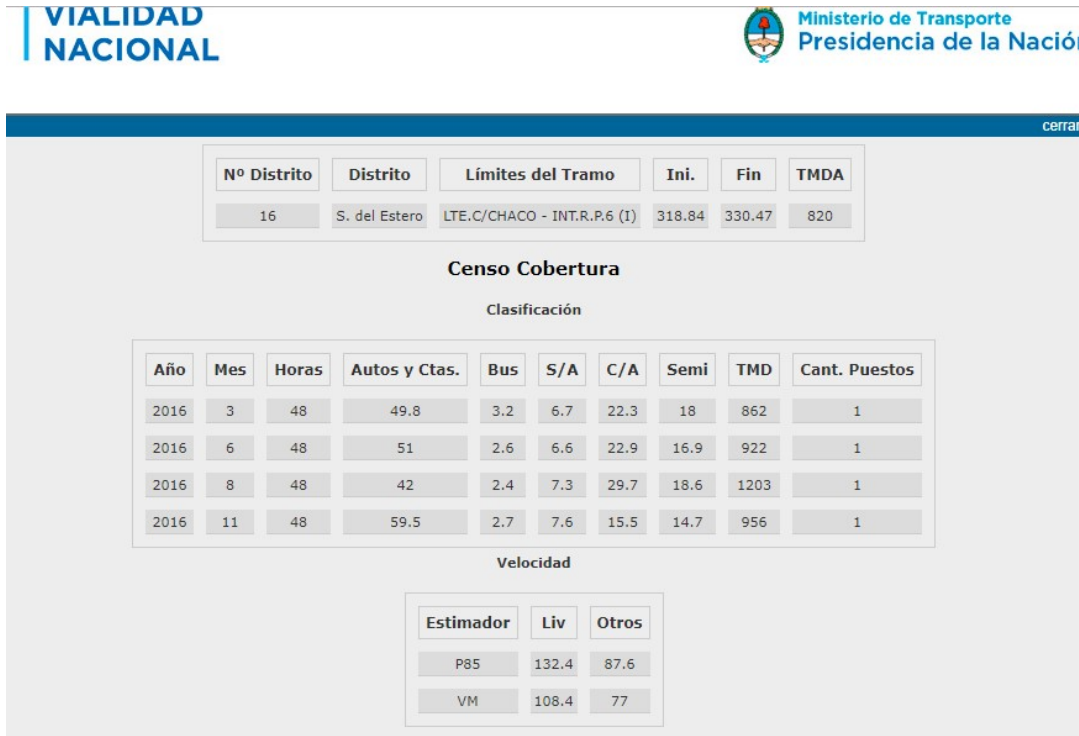 VIALIDAD
NACIONAL
Ministerio de Transporte
Presidencia de la Nación
cerrar
Nº Distrito Distrito Límites del Tramo Ini. Fin TMDA
16 S. del Estero LTE.C/CHACO - INT.R.P.6 (I) 318.84 330.47 820
Censo Cobertura
Clasificación
Año Mes Horas Autos y Ctas. Bus S/A C/A Semi TMD Cant. Puestos
2016 3 48 49.8 3.2 6.7 22.3 18 862 1
2016 6 48 51 2.6 6.6 22.9 16.9 922 1
2016 8 48 42 2.4 7.3 29.7 18.6 1203 1
2016 11 48 59.5 2.7 7.6 15.5 14.7 956 1
Velocidad
Estimador Liv Otros
P85 132.4 87.6
VM 108.4 77